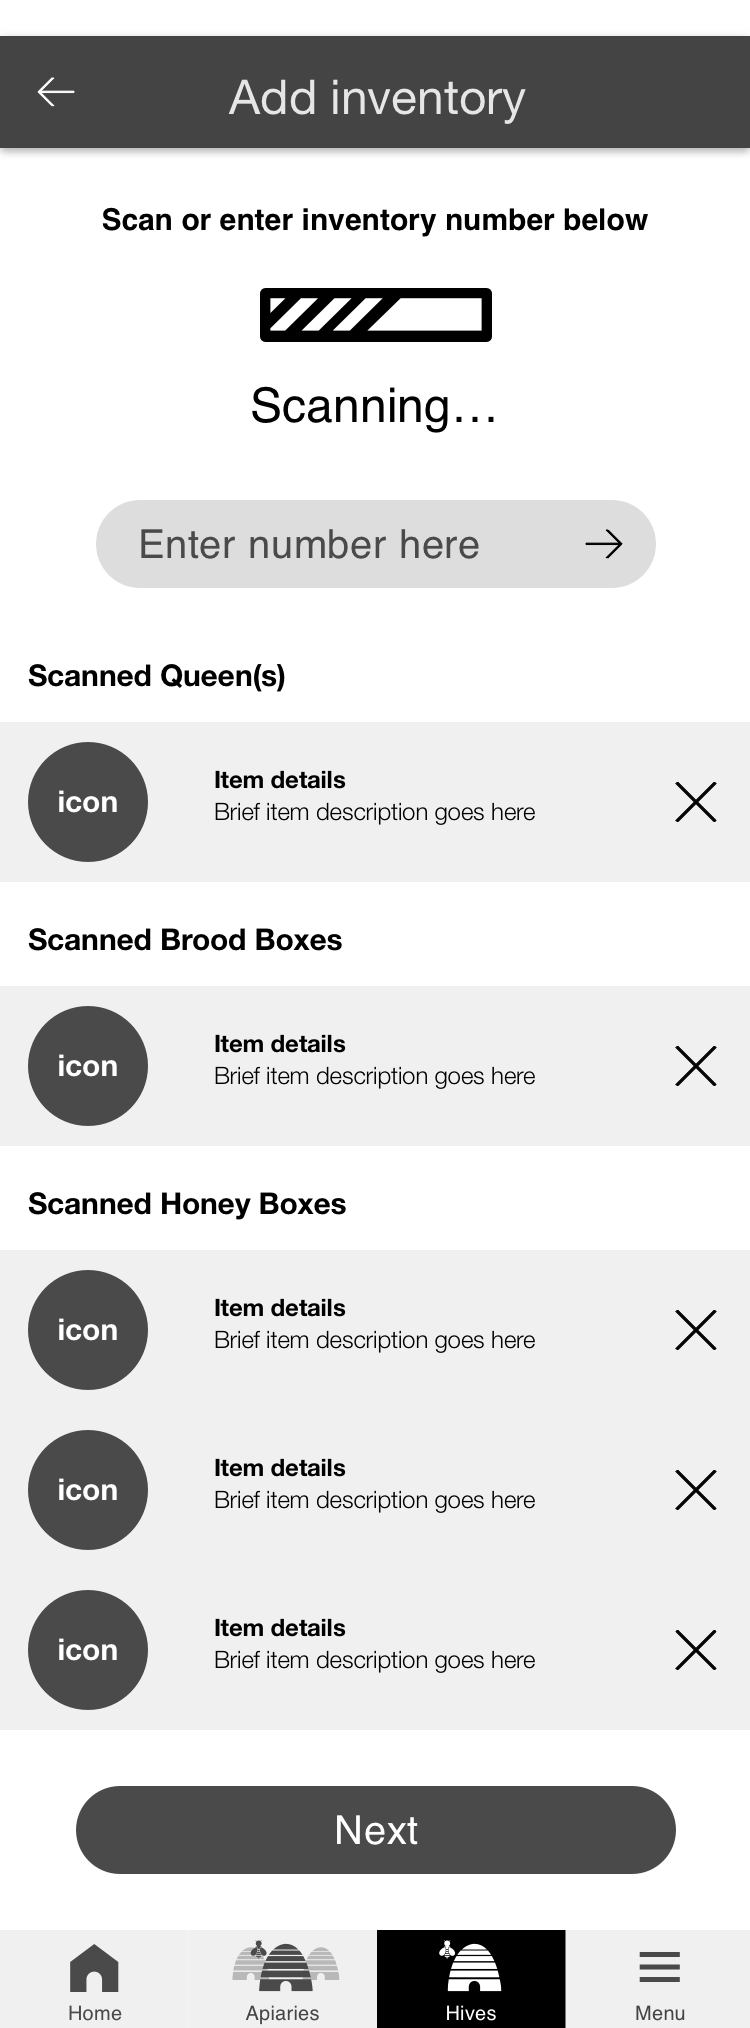 Add inventory
Scan or enter inventory number below
Scanning...
Enter number here
Scanned Queen(s)
icon
Item details
Brief item description goes here
Scanned Brood Boxes
icon
Item details
Brief item description goes here
Scanned Honey Boxes
icon
Item details
Brief item description goes here
icon
Item details
Brief item description goes here
icon
Item details
Brief item description goes here
Next
Home
Apiaries
Hives
Menu